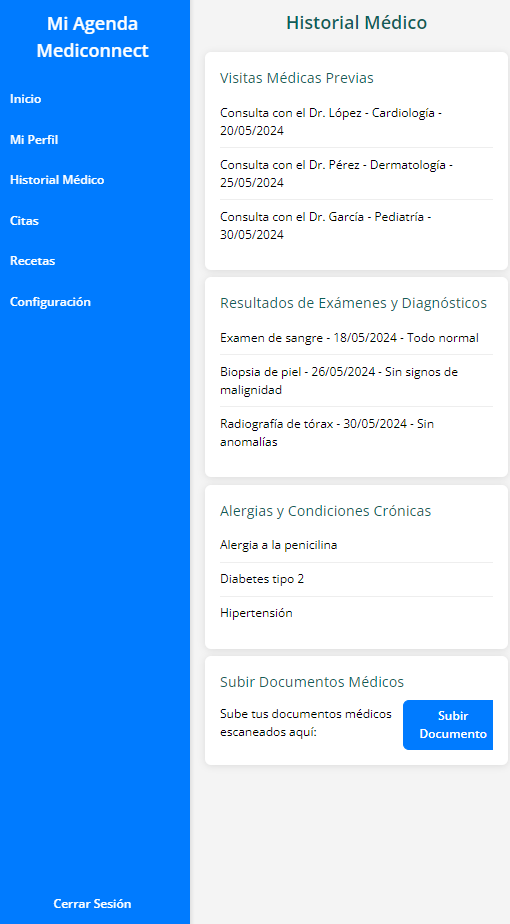 Mi Agenda
Mediconnect
Inicio
Mi Perfil
Historial Médico
Citas
Recetas
Configuración
Cerrar Sesión
Historial Médico
Visitas Médicas Previas
Consulta con el Dr. López - Cardiología -
20/05/2024
Consulta con el Dr. Pérez - Dermatología -
25/05/2024
Consulta con el Dr. García - Pediatría -
30/05/2024
Resultados de Exámenes y Diagnósticos
Examen de sangre - 18/05/2024 - Todo normal
Biopsia de piel - 26/05/2024 - Sin signos de
malignidad
Radiografía de tórax - 30/05/2024 - Sin
anomalías
Alergias y Condiciones Crónicas
Alergia a la penicilina
Diabetes tipo 2
Hipertensión
Subir Documentos Médicos
Sube tus documentos médicos
escaneados aquí:
Subir
Documento